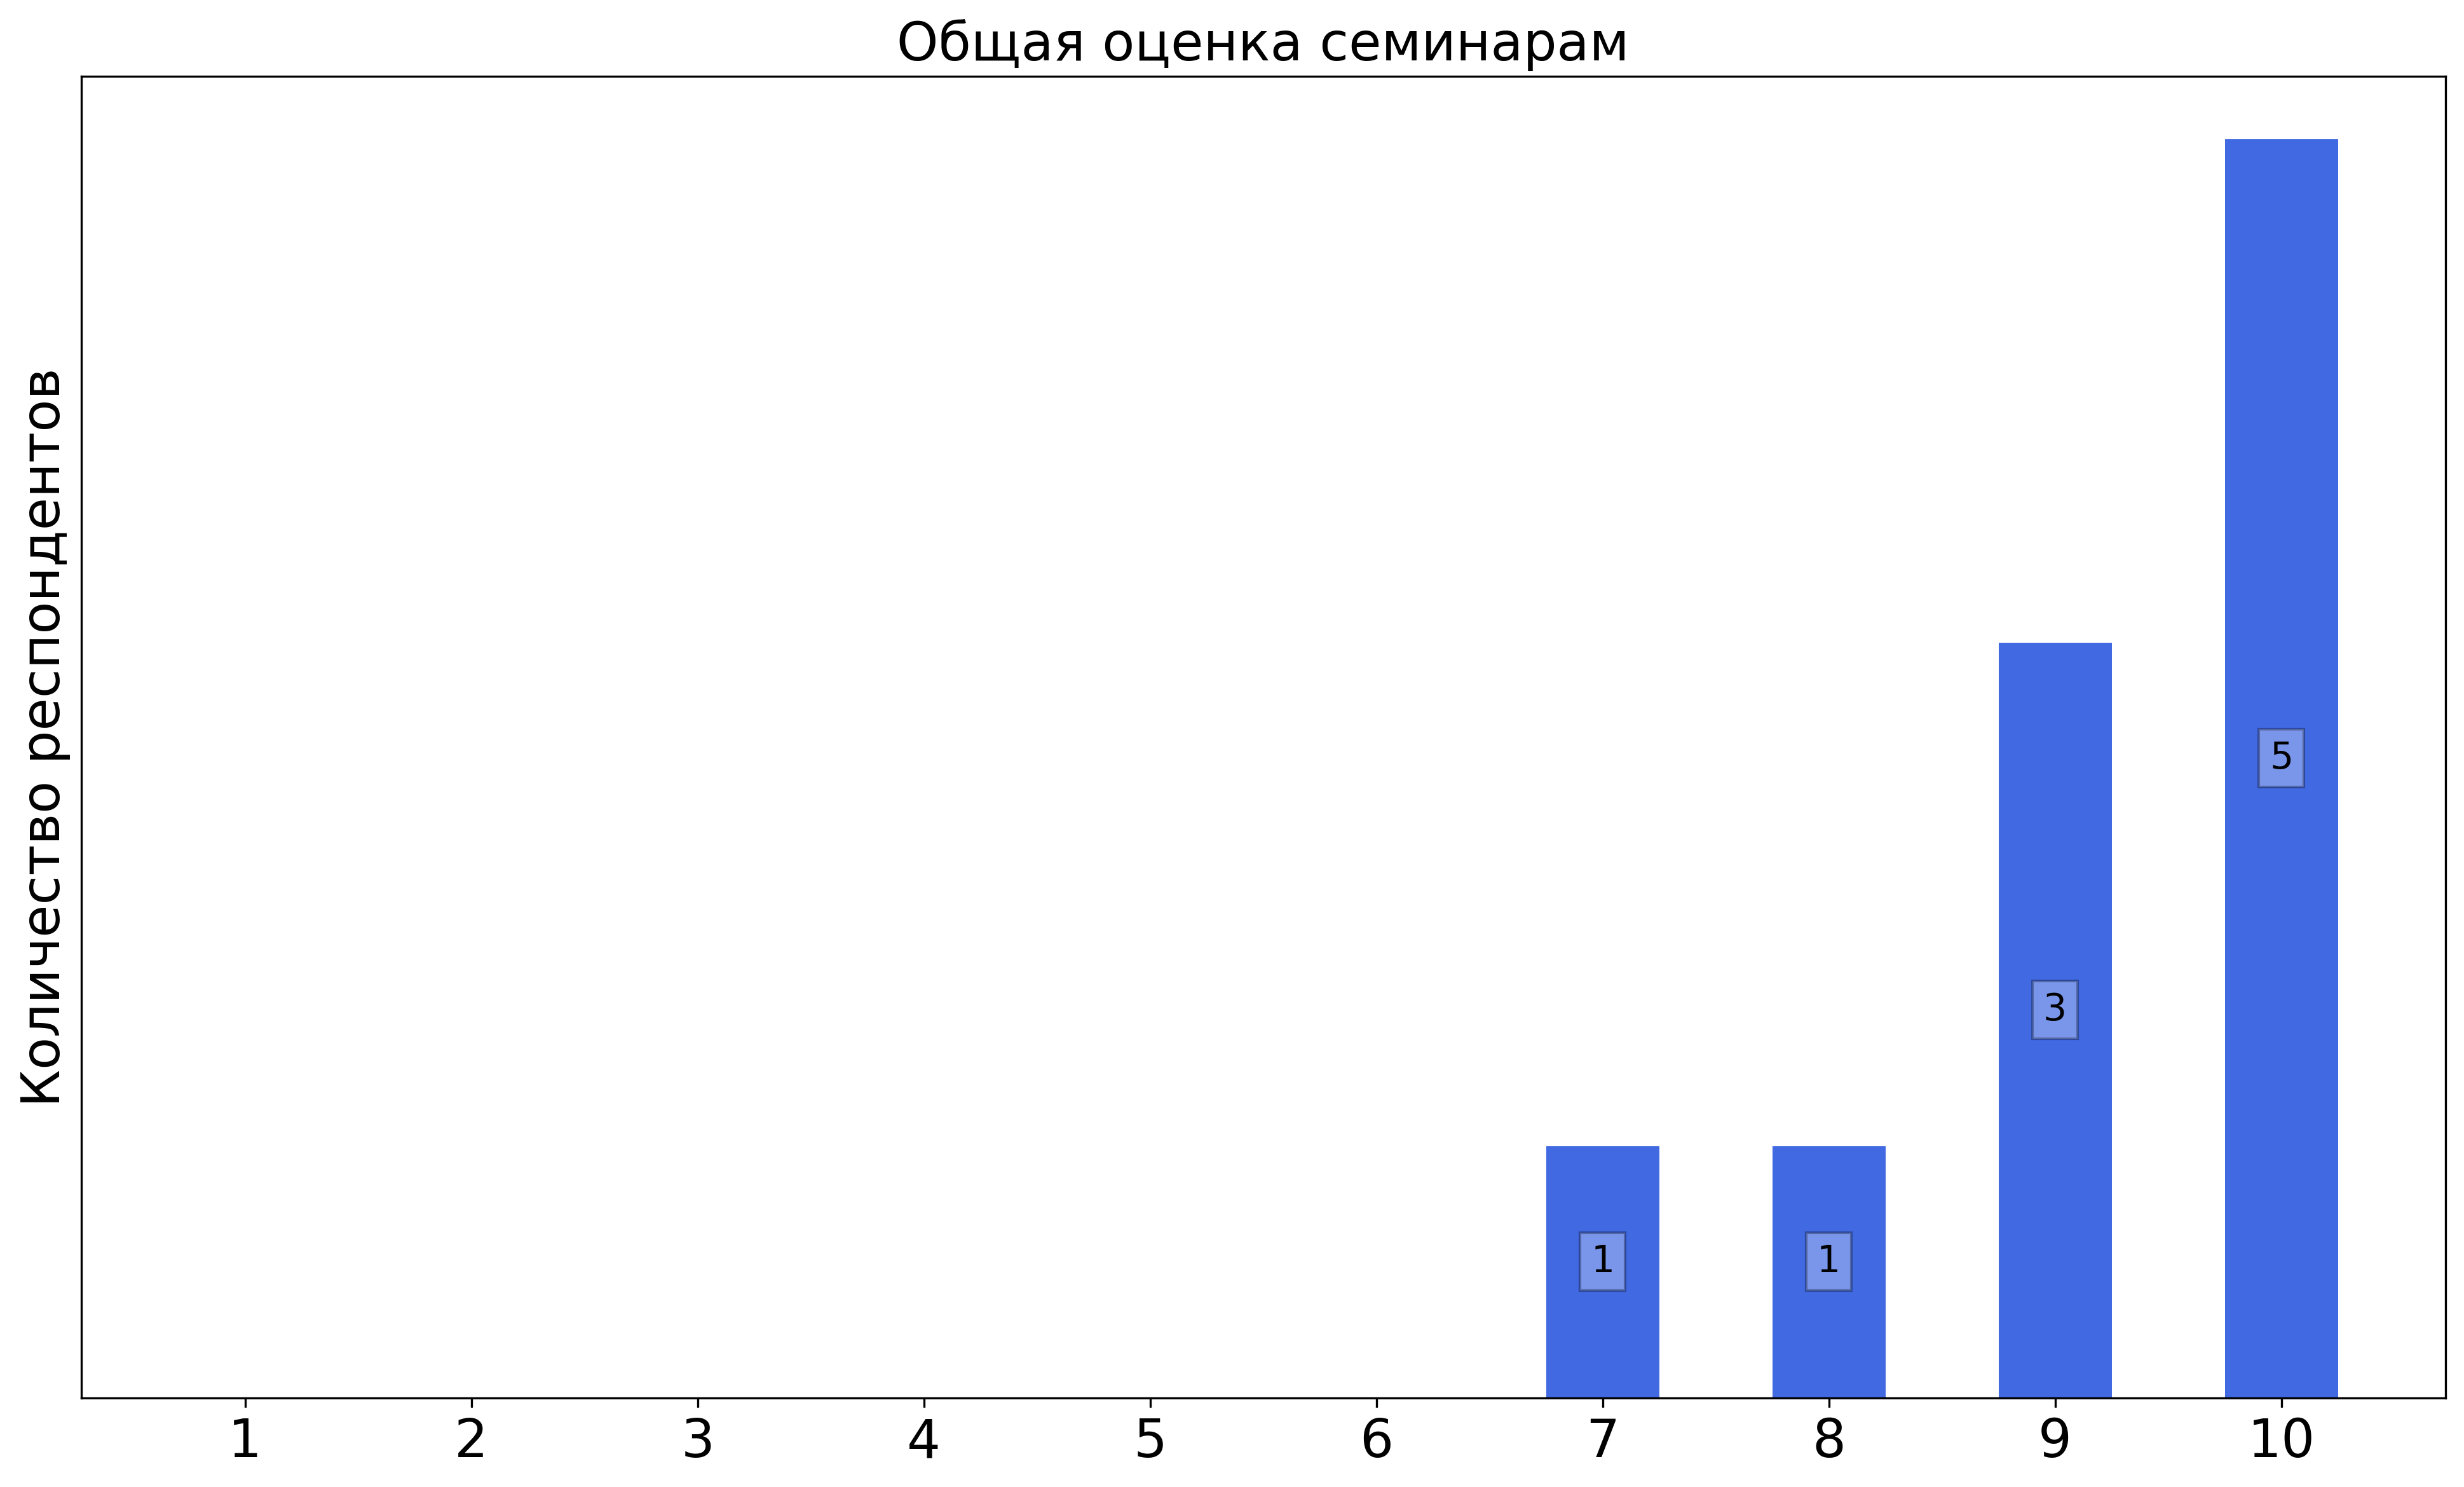 Общая оценка семинарам
Количество респондентов
5
3
1 1
1 2 3 4 5 6 7 8 9 10